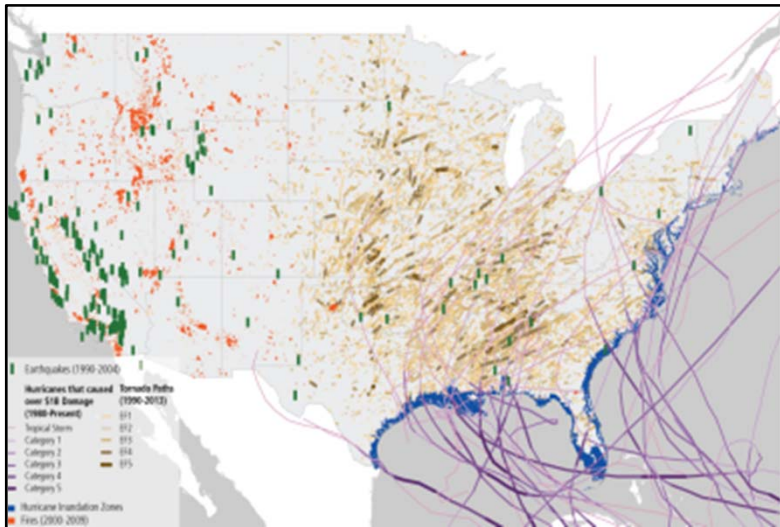 Earthquakes (1990-2004)
Hurricanes that caused
over $1B Damage
(1980-Present)
Tropical Storm
Category 1
Category 2
Category 3
Category 4
Category 5
Tornado Paths
(1990-2013)
EF1
EF2
EF3
EF4
EF5
Hurricane Inundation Zones
Fires (2000-2009)